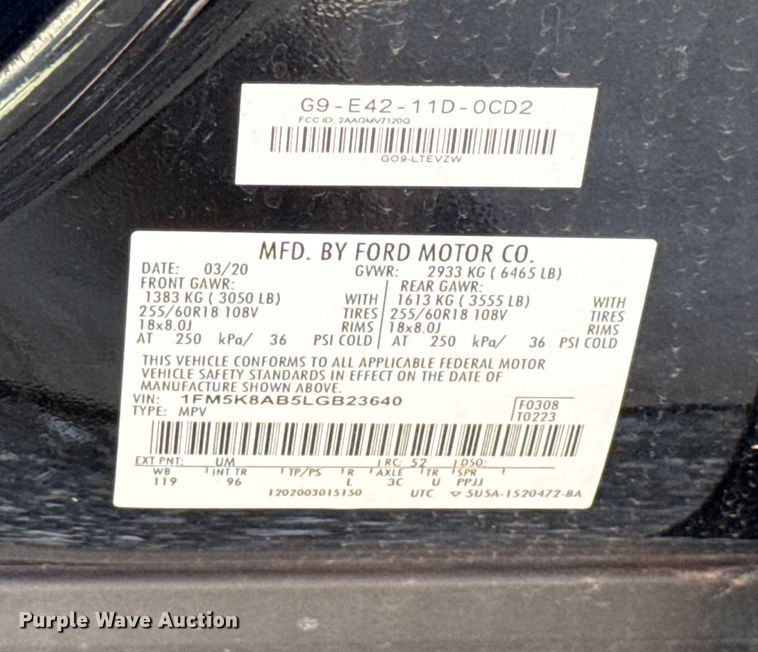 G9-E42-11D-0CD2
FCC ID: 2AAGMVZ120G
GO9-LTEVZW
MFD. BY FORD MOTOR CO.
DATE: 03/20 GVWR: 2933 KG ( 6465 LB)
FRONT GAWR: REAR GAWR:
1383 KG ( 3050 LB) WITH 1613 KG ( 3555 LB) WITH
255/60R18 108V TIRES 255/60R18 108V TIRES
18x8.0J RIMS 18x8.0J RIMS
AT 250 kPa/ 36 PSI COLD AT 250 kPa/ 36 PSI COLD
THIS VEHICLE CONFORMS TO ALL APPLICABLE FEDERAL MOTOR
VEHICLE SAFETY STANDARDS IN EFFECT ON THE DATE OF
MANUFACTURE SHOWN ABOVE.
VIN: 1FM5K8AB5LGB23640 F0308
TYPE: MPV T0223
EXT PNT: UM RC: 52 DSO:
WB INT TR TP/PS R AXLE TR SPR
119 96 L 3C U PPJJ
1202003015150 UTC 5U5A-1520472-BA
Purple Wave Auction